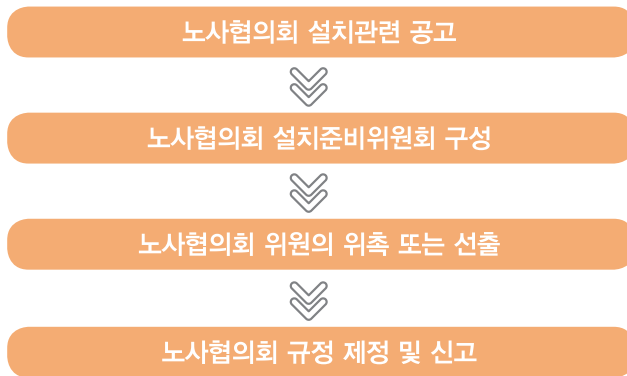 노사협의회 설치관련 공고
노사협의회 설치준비위원회 구성
노사협의회 위원의 위촉 또는 선출
노사협의회 규정 제정 및 신고